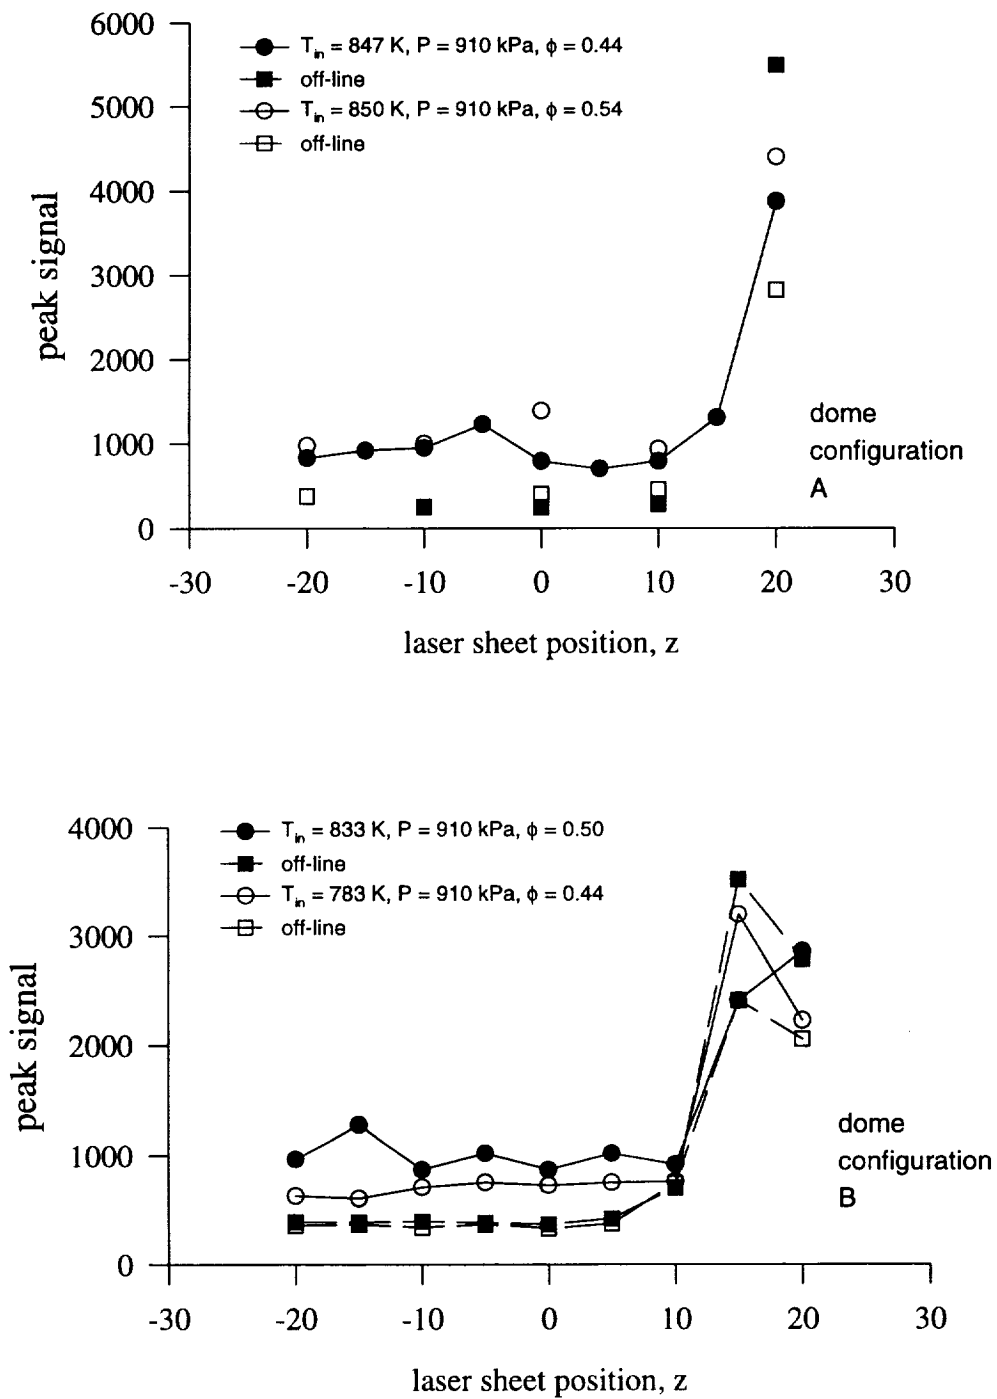 6000
5000
4000
3000
2000
1000
0
peak signal
T_in = 847 K, P = 910 kPa, ϕ = 0.44
off-line
T_in = 850 K, P = 910 kPa, ϕ = 0.54
off-line
dome
configuration
A
-30 -20 -10 0 10 20 30
laser sheet position, z
4000
3000
2000
1000
0
peak signal
T_in = 833 K, P = 910 kPa, ϕ = 0.50
off-line
T_in = 783 K, P = 910 kPa, ϕ = 0.44
off-line
dome
configuration
B
-30 -20 -10 0 10 20 30
laser sheet position, z